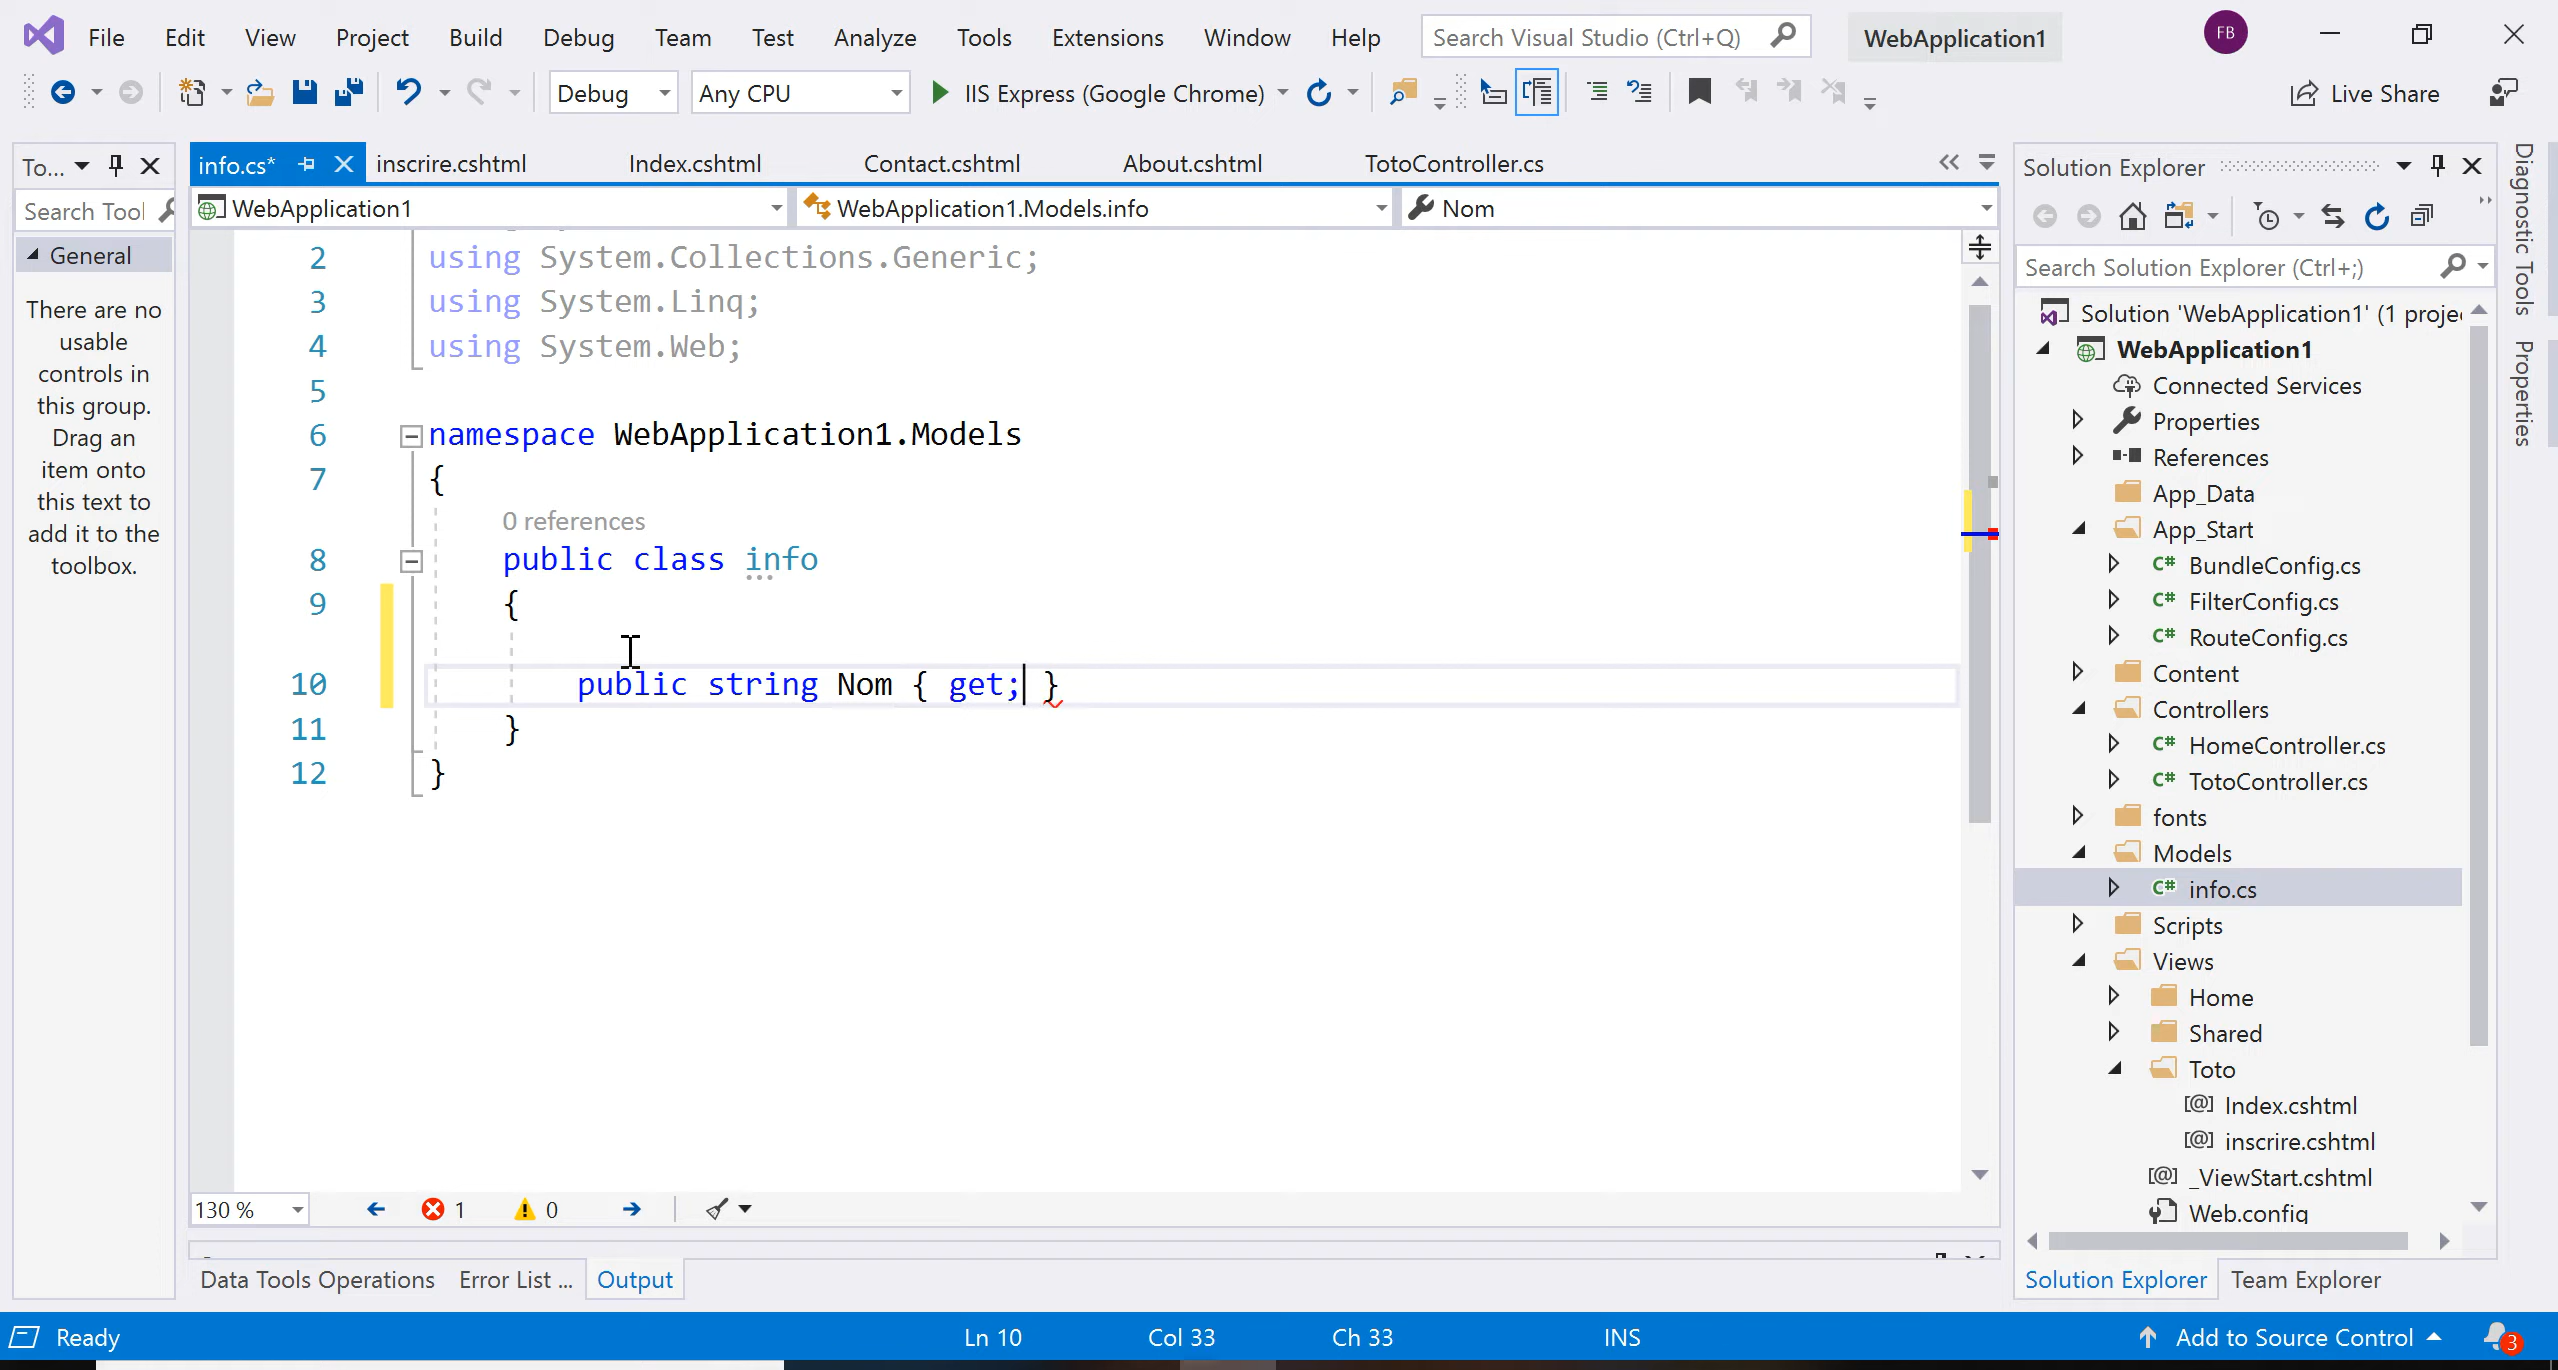 File Edit View Project Build Debug Team Test Analyze Tools Extensions Window Help Search Visual Studio (Ctrl+Q) WebApplication1 FB
Debug Any CPU IIS Express (Google Chrome) Live Share
To...
Search Tool
General
There are no
usable
controls in
this group.
Drag an
item onto
this text to
add it to the
toolbox.
info.cs* inscrire.cshtml Index.cshtml Contact.cshtml About.cshtml TotoController.cs
WebApplication1 WebApplication1.Models.info Nom
2 using System.Collections.Generic;
3 using System.Linq;
4 using System.Web;
5
6 namespace WebApplication1.Models
7 {
0 references
8 public class info
9 {
10 public string Nom { get; }
11 }
12 }
130 % 1 0
Data Tools Operations Error List ... Output
Solution Explorer
Search Solution Explorer (Ctrl+;)
Solution 'WebApplication1' (1 proje
WebApplication1
Connected Services
Properties
References
App_Data
App_Start
C# BundleConfig.cs
C# FilterConfig.cs
C# RouteConfig.cs
Content
Controllers
C# HomeController.cs
C# TotoController.cs
fonts
Models
C# info.cs
Scripts
Views
Home
Shared
Toto
[@] Index.cshtml
[@] inscrire.cshtml
[@] _ViewStart.cshtml
Web.config
Solution Explorer Team Explorer
Diagnostic Tools
Properties
Ready Ln 10 Col 33 Ch 33 INS Add to Source Control 3